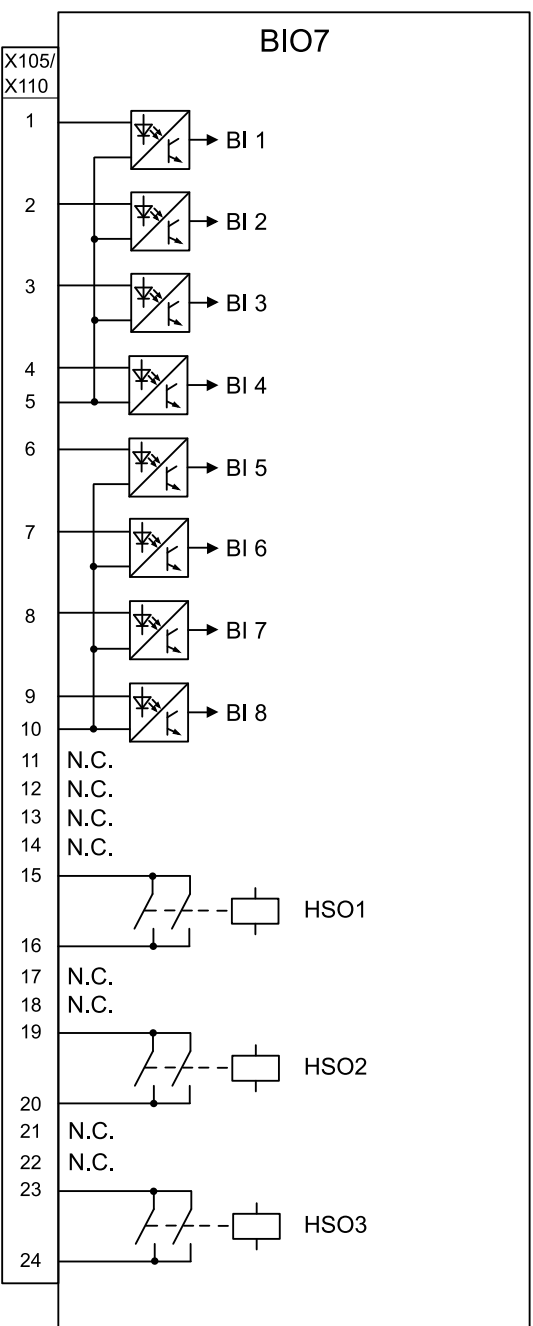 BIO7
X105/
X110
1
BI 1
2
BI 2
3
BI 3
4
BI 4
5
6
BI 5
7
BI 6
8
BI 7
9
BI 8
10
11 N.C.
12 N.C.
13 N.C.
14 N.C.
15
HSO1
16
17 N.C.
18 N.C.
19
HSO2
20
21 N.C.
22 N.C.
23
HSO3
24